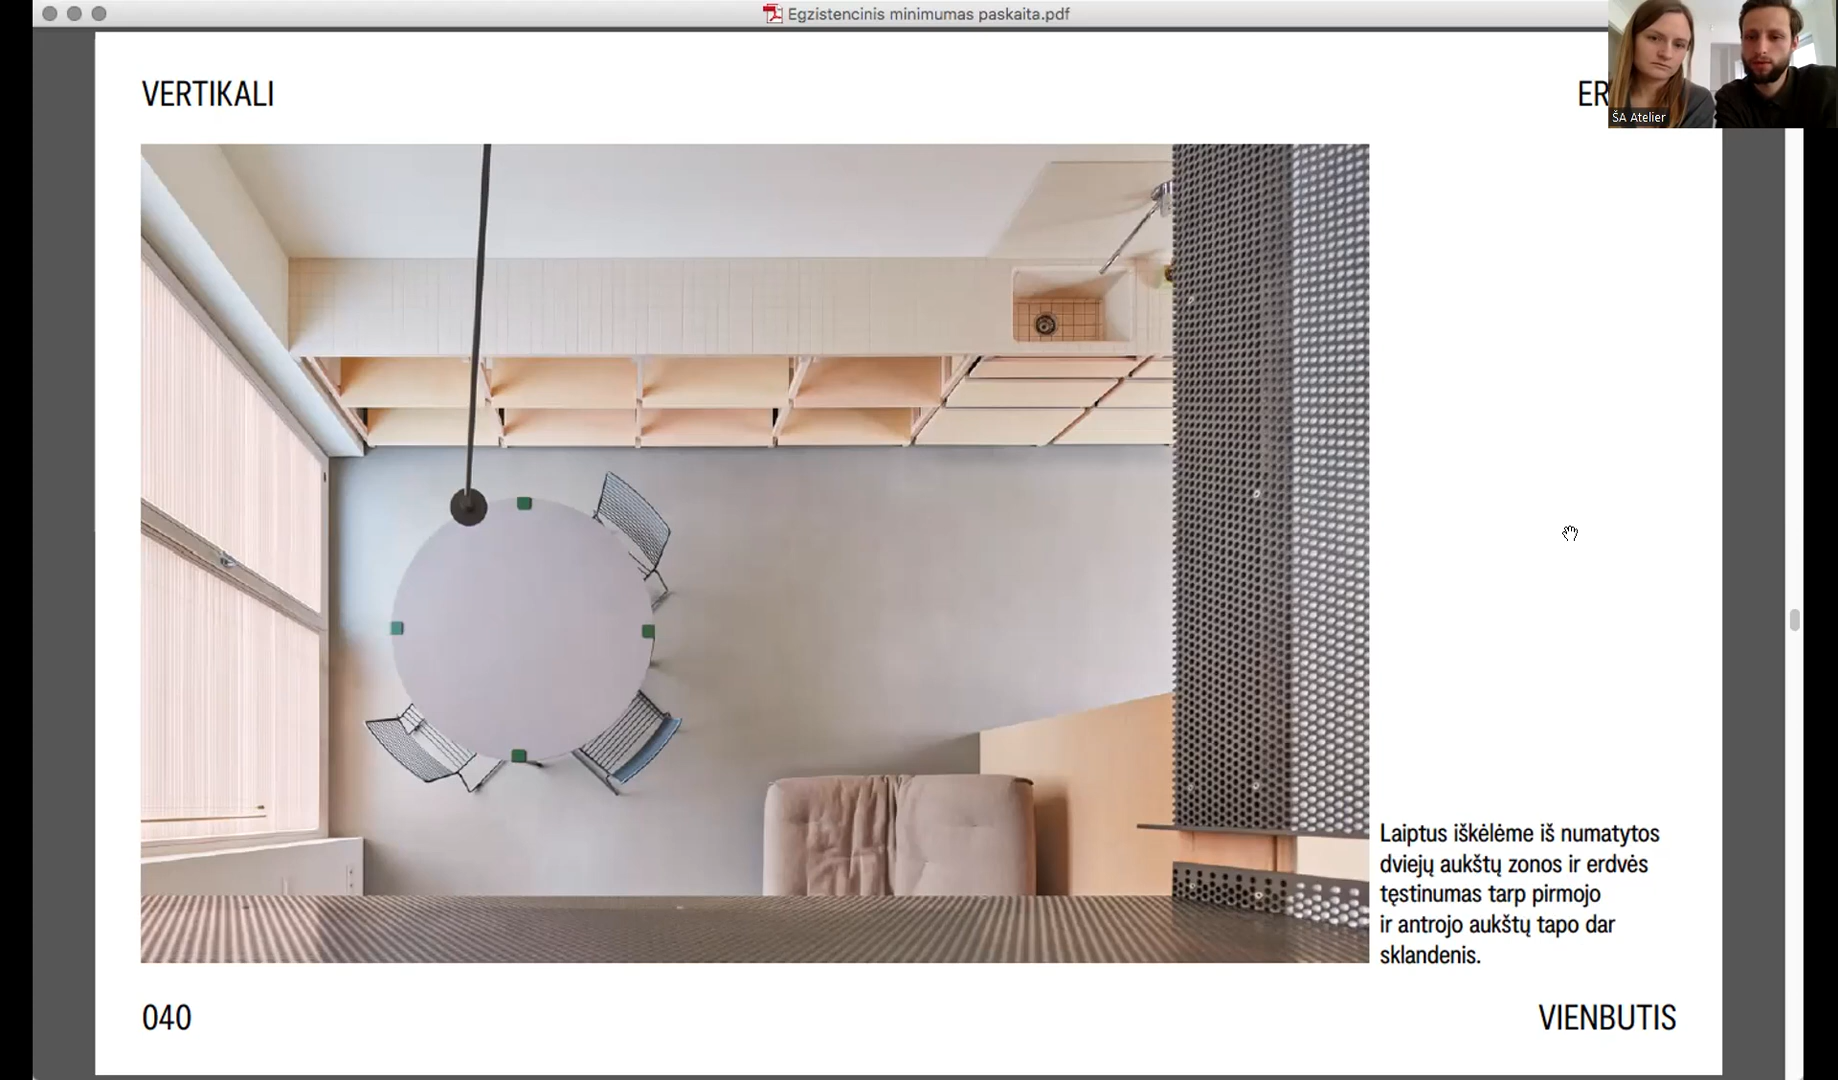 Egzistencinis minimumas paskaita.pdf
VERTIKALI
ER
ŠA Atelier
Laiptus iškėlėme iš numatytos
dviejų aukštų zonos ir erdvės
tęstinumas tarp pirmojo
ir antrojo aukštų tapo dar
sklandenis.
040
VIENBUTIS